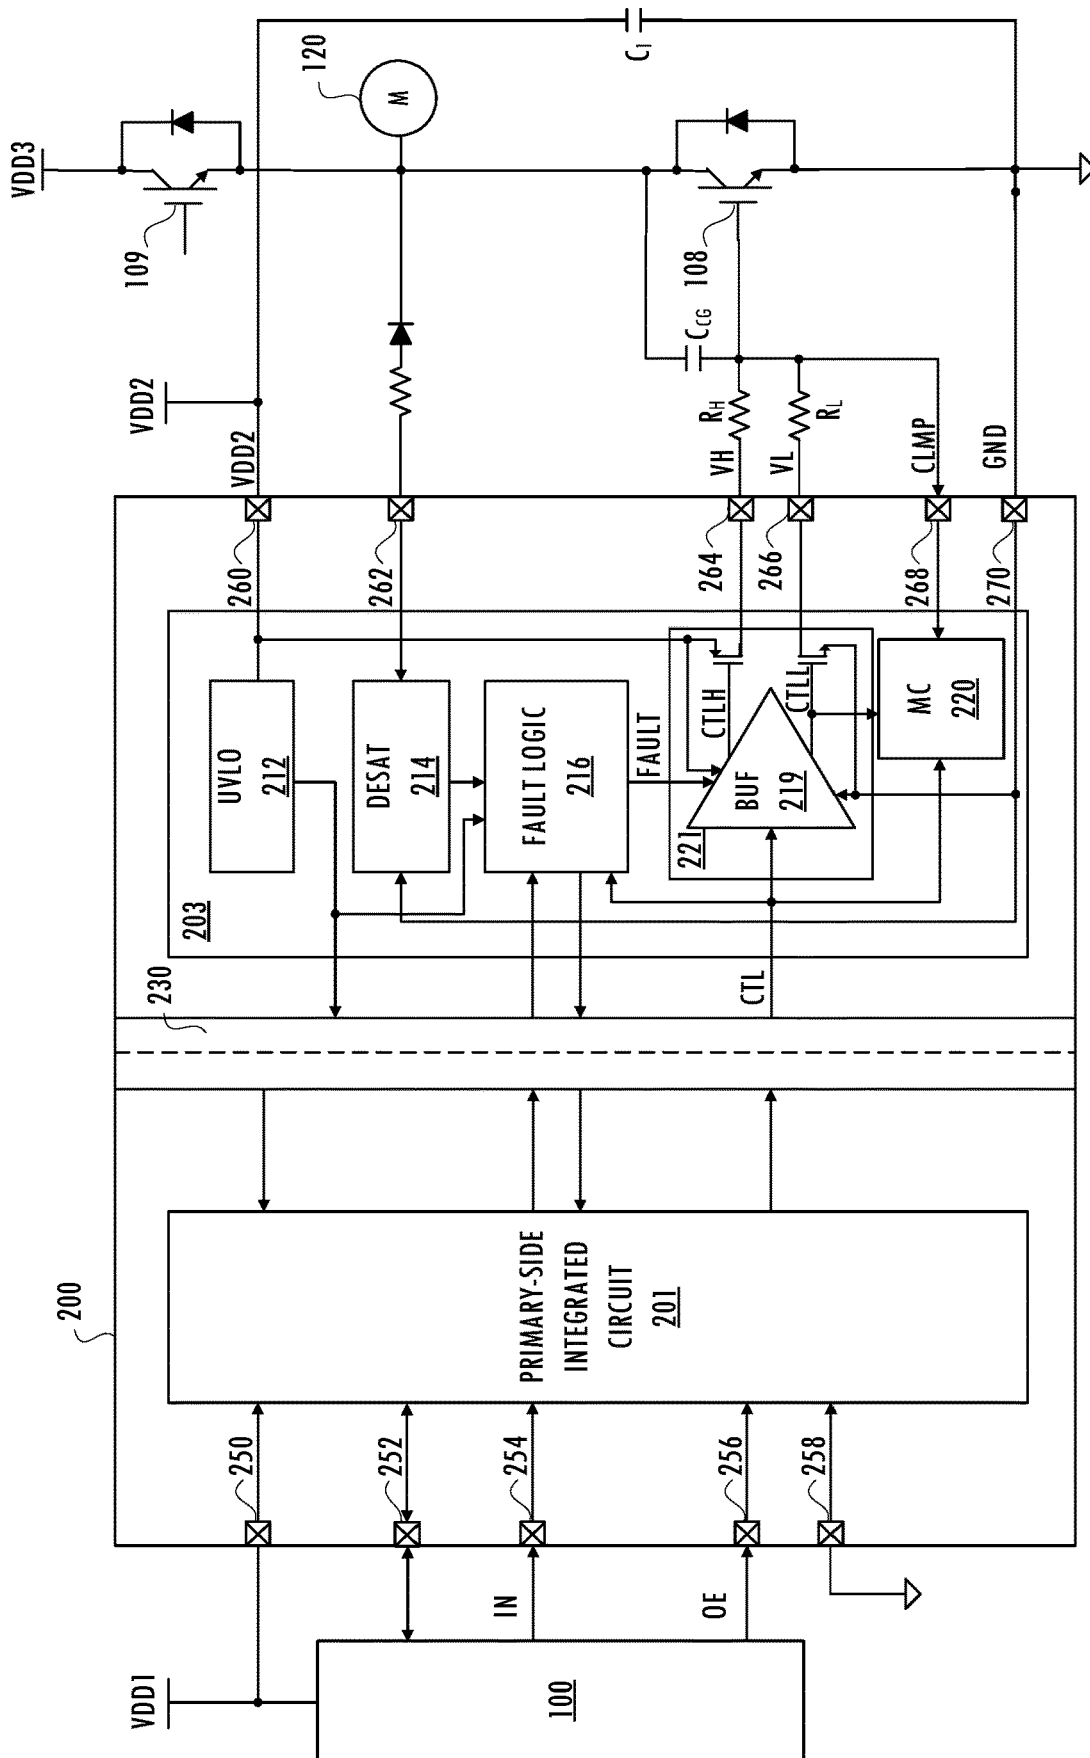 VDD1
100
IN
OE
200
250
252
254
256
258
PRIMARY-SIDE
INTEGRATED
CIRCUIT
201
230
203
UVLO
212
DESAT
214
FAULT LOGIC
216
FAULT
CTL
221
BUF
219
CTLH
CTLL
MC
220
260
262
264
266
268
270
VDD2
VDD2
VH
VL
CLMP
GND
RH
RL
CCG
109
108
VDD3
120
M
CI